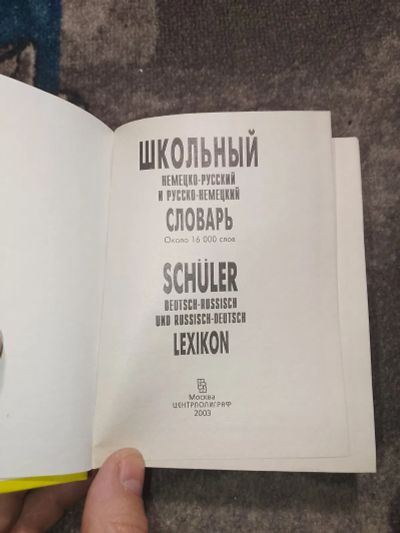 ШКОЛЬНЫЙ
НЕМЕЦКО-РУССКИЙ
И РУССКО-НЕМЕЦКИЙ
СЛОВАРЬ
Около 16 000 слов
SCHÜLER
DEUTSCH-RUSSISCH
UND RUSSISCH-DEUTSCH
LEXIKON
Москва
ЦЕНТРПОЛИГРАФ
2003